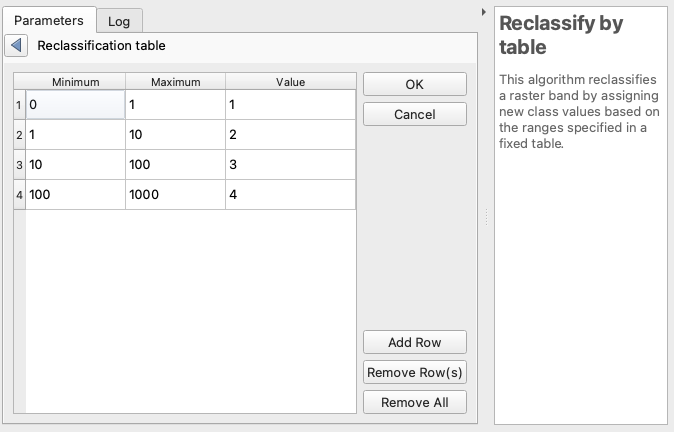 Parameters
Log
Reclassification table
Minimum Maximum Value
1 0 1 1
2 1 10 2
3 10 100 3
4 100 1000 4
OK
Cancel
Add Row
Remove Row(s)
Remove All
Reclassify by
table
This algorithm reclassifies
a raster band by assigning
new class values based on
the ranges specified in a
fixed table.